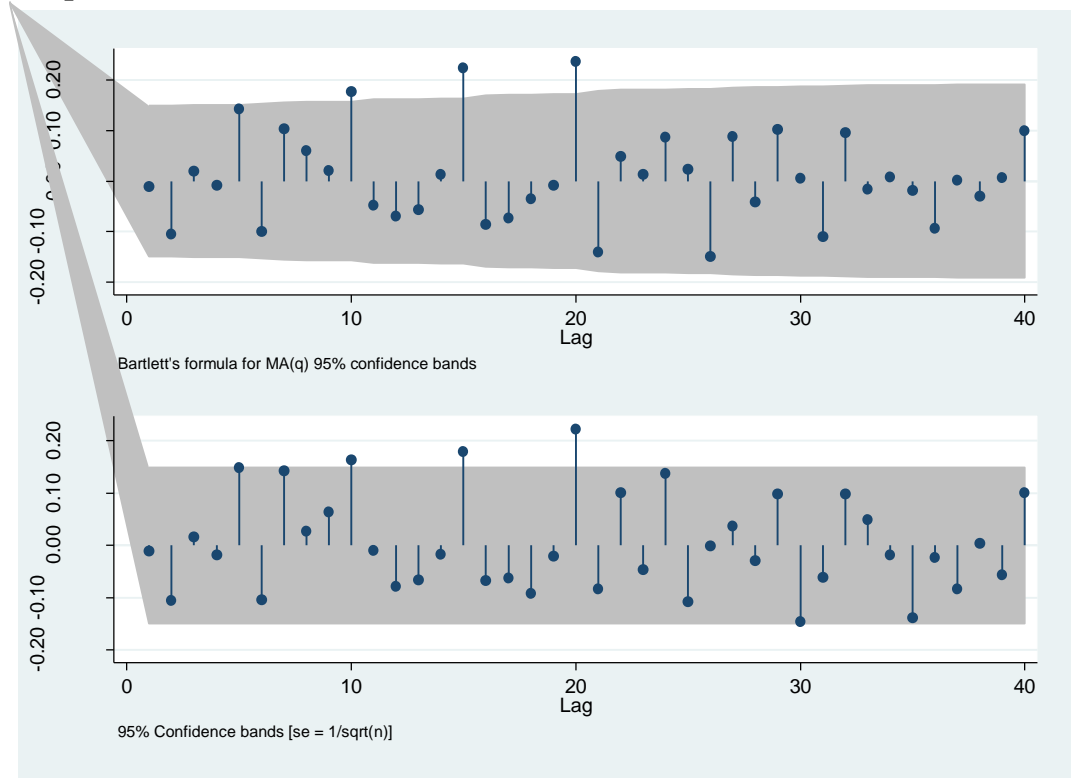 -0.20 -0.10 0.10 0.20
0 10 20 30 40
Lag
Bartlett's formula for MA(q) 95% confidence bands
-0.20 -0.10 0.00 0.10 0.20
0 10 20 30 40
Lag
95% Confidence bands [se = 1/sqrt(n)]